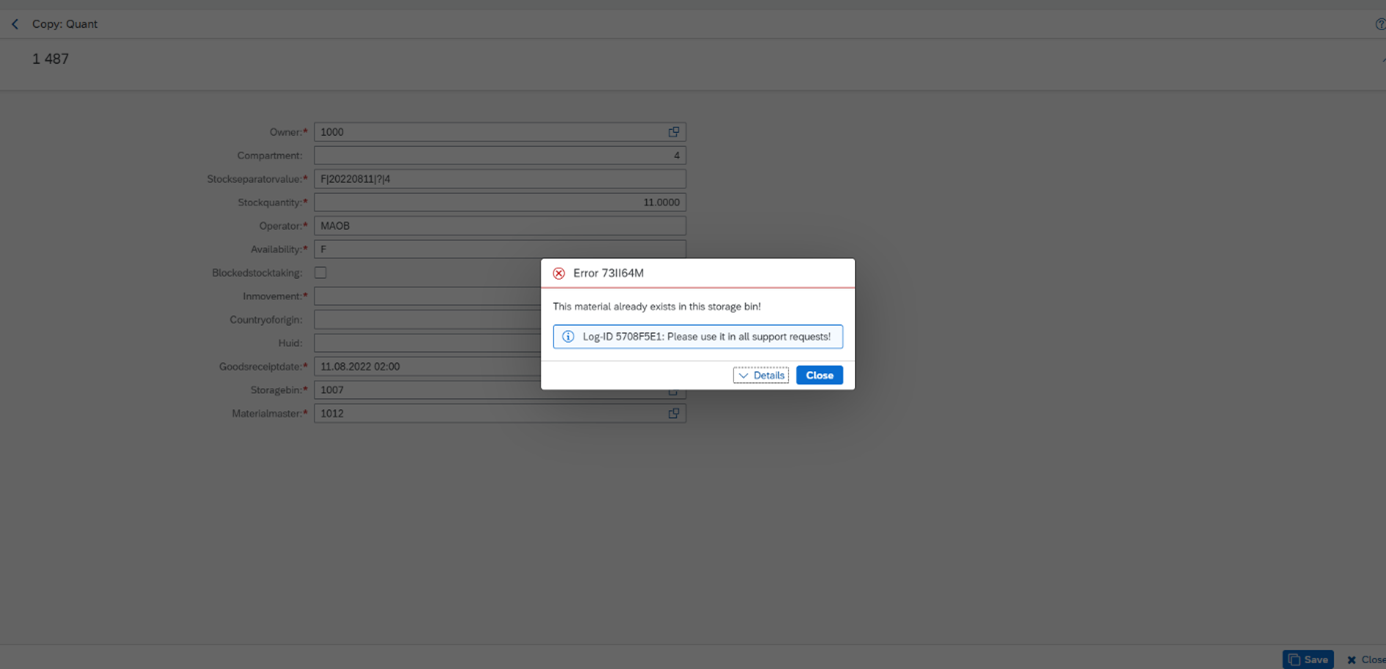 Copy: Quant
1 487
Owner:* 1000
Compartment: 4
Stockseparatorvalue:* F|20220811|?|4
Stockquantity:* 11.0000
Operator:* MAOB
Availability:* F
Blockedstocktaking:
Inmovement:*
Countryoforigin:
Huid:
Goodsreceiptdate:* 11.08.2022 02:00
Storagebin:* 1007
Materialmaster:* 1012
Error 73II64M
This material already exists in this storage bin!
Log-ID 5708F5E1: Please use it in all support requests!
Details Close
Save Close